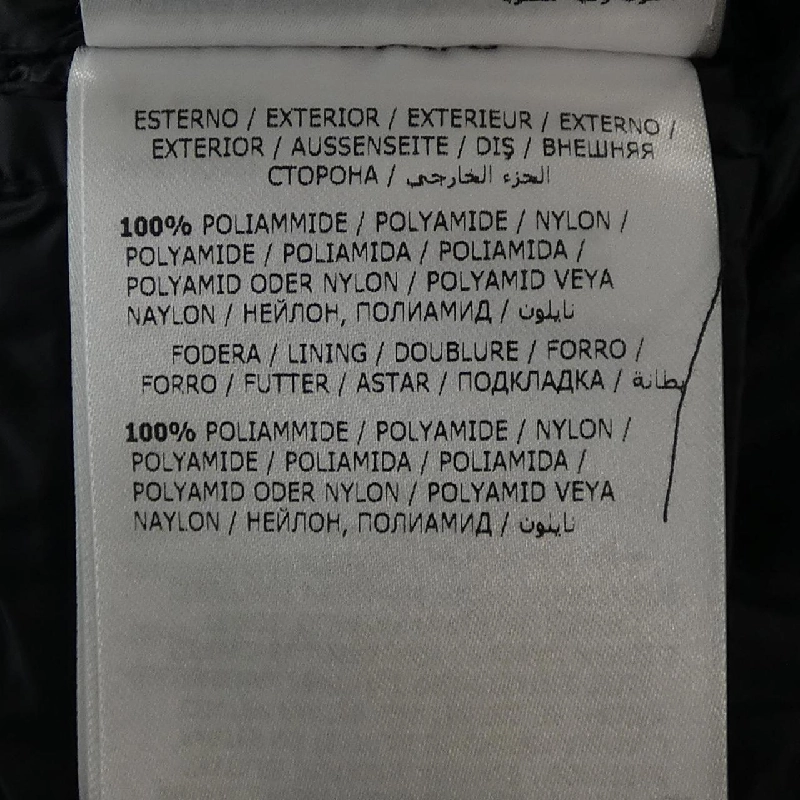 ESTERNO / EXTERIOR / EXTERIEUR / EXTERNO /
EXTERIOR / AUSSENSEITE / DIŞ / ВНЕШНЯЯ
СТОРОНА / الجزء الخارجي
100% POLIAMMIDE / POLYAMIDE / NYLON /
POLYAMIDE / POLIAMIDA / POLIAMIDA /
POLYAMID ODER NYLON / POLYAMID VEYA
NAYLON / НЕЙЛОН, ПОЛИАМИД / نايلون
FODERA / LINING / DOUBLURE / FORRO /
FORRO / FUTTER / ASTAR / ПОДКЛАДКА / بطانة
100% POLIAMMIDE / POLYAMIDE / NYLON /
POLYAMIDE / POLIAMIDA / POLIAMIDA /
POLYAMID ODER NYLON / POLYAMID VEYA
NAYLON / НЕЙЛОН, ПОЛИАМИД / نايلون